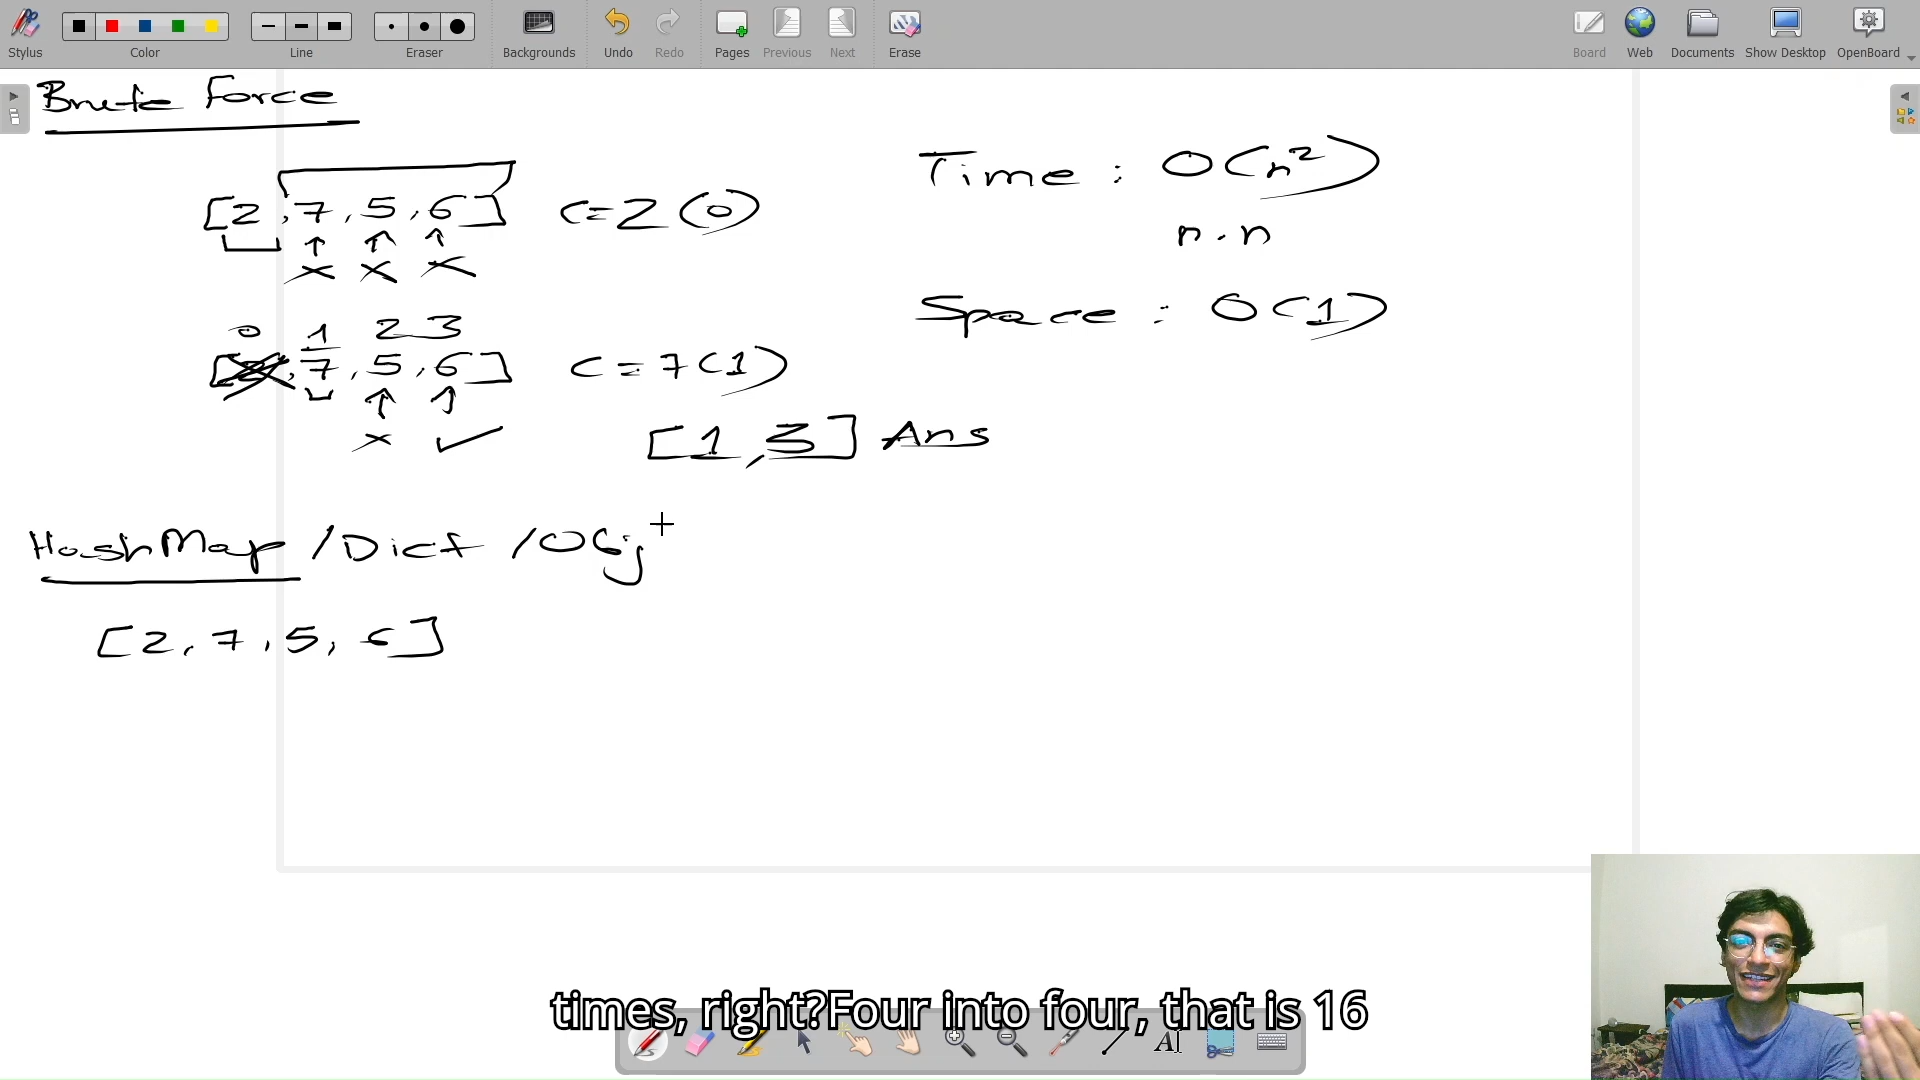 Stylus Color Line Eraser Backgrounds Undo Redo Pages Previous Next Erase Board Web Documents Show Desktop OpenBoard
Brute Force
[2,7,5,6] C=2(0)
Time : O(n²)
n.n
Space : O(1)
0 1 2 3
,7,5,6] C=7(1)
[1,3] Ans
HashMap /Dict /Obj
[2,7,5,6]
times, right?Four into four, that is 16